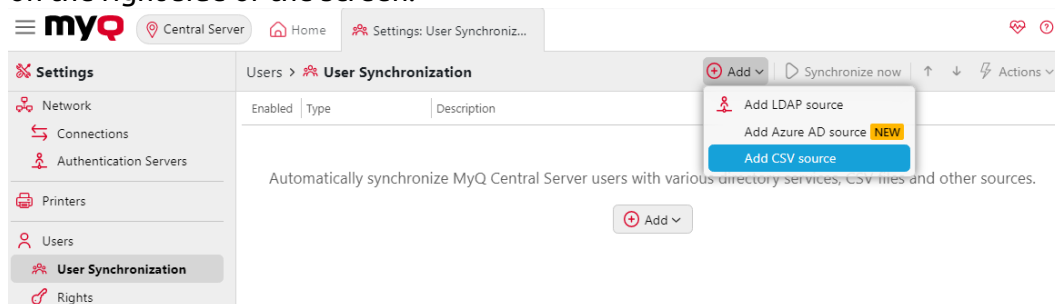 on the right side of the screen.
myQ Central Server Home Settings: User Synchroniz...
Settings
Users > User Synchronization
Add Synchronize now Actions
Network
Connections
Authentication Servers
Printers
Users
User Synchronization
Rights
Enabled Type Description
Add LDAP source
Add Azure AD source NEW
Add CSV source
Automatically synchronize MyQ Central Server users with various directory services, CSV files and other sources.
Add